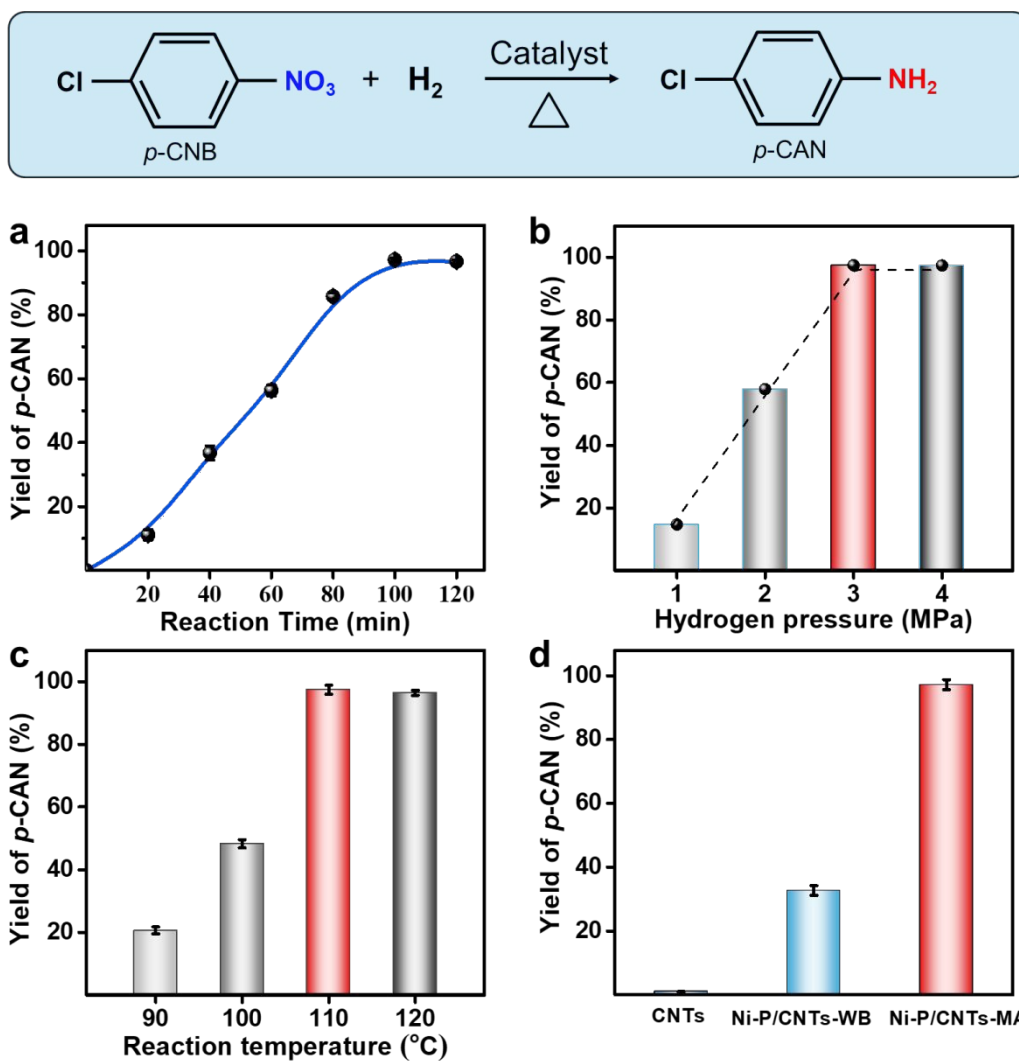 Cl NO₃ + H₂ Catalyst Cl NH₂
p-CNB p-CAN
a
Yield of p-CAN (%)
100
80
60
40
20
20 40 60 80 100 120
Reaction Time (min)
b
Yield of p-CAN (%)
100
80
60
40
20
1 2 3 4
Hydrogen pressure (MPa)
c
Yield of p-CAN (%)
100
80
60
40
20
90 100 110 120
Reaction temperature (°C)
d
Yield of p-CAN (%)
100
80
60
40
20
CNTs Ni-P/CNTs-WB Ni-P/CNTs-MA